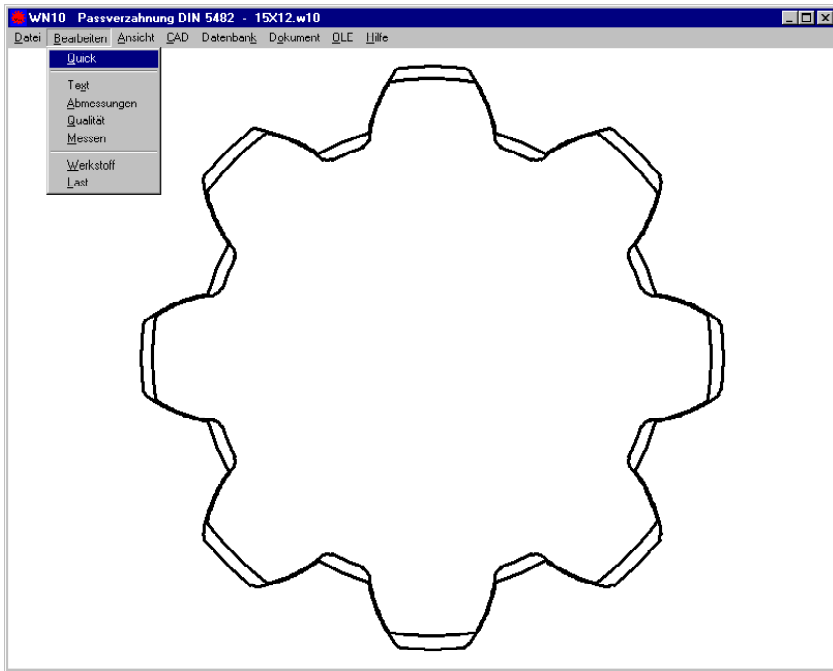 WN10 Passverzahnung DIN 5482 - 15X12.w10
Datei Bearbeiten Ansicht CAD Datenbank Dokument OLE Hilfe
Quick
Text
Abmessungen
Qualität
Messen
Werkstoff
Last